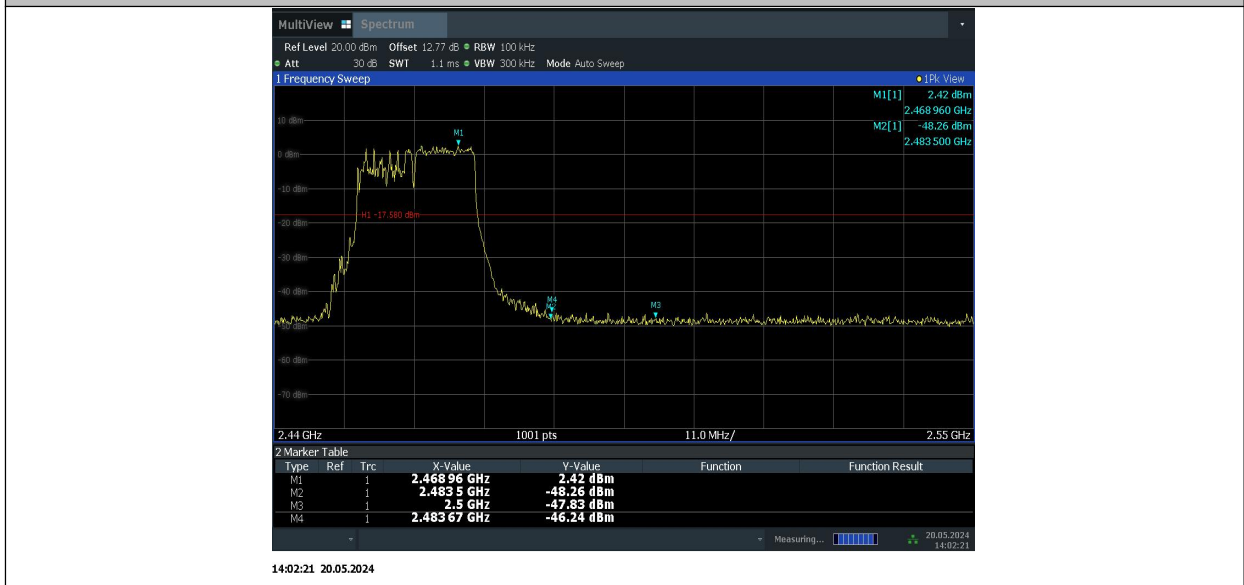 MultiView Spectrum
Ref Level 20.00 dBm Offset 12.77 dB RBW 100 kHz
Att 30 dB SWT 1.1 ms VBW 300 kHz Mode Auto Sweep
1 Frequency Sweep 1Pk View
M1[1] 2.42 dBm
2.468 960 GHz
10 dBm
M2[1] -48.26 dBm
M1
2.483 500 GHz
0 dBm
-10 dBm
H1 -17.580 dBm
-20 dBm
-30 dBm
-40 dBm
M4
M2
M3
-50 dBm
-60 dBm
-70 dBm
2.44 GHz 1001 pts 11.0 MHz/ 2.55 GHz
2 Marker Table
Type Ref Trc X-Value Y-Value Function Function Result
M1 1 2.468 96 GHz 2.42 dBm
M2 1 2.483 5 GHz -48.26 dBm
M3 1 2.5 GHz -47.83 dBm
M4 1 2.483 67 GHz -46.24 dBm
Measuring... 20.05.2024
14:02:21
14:02:21 20.05.2024